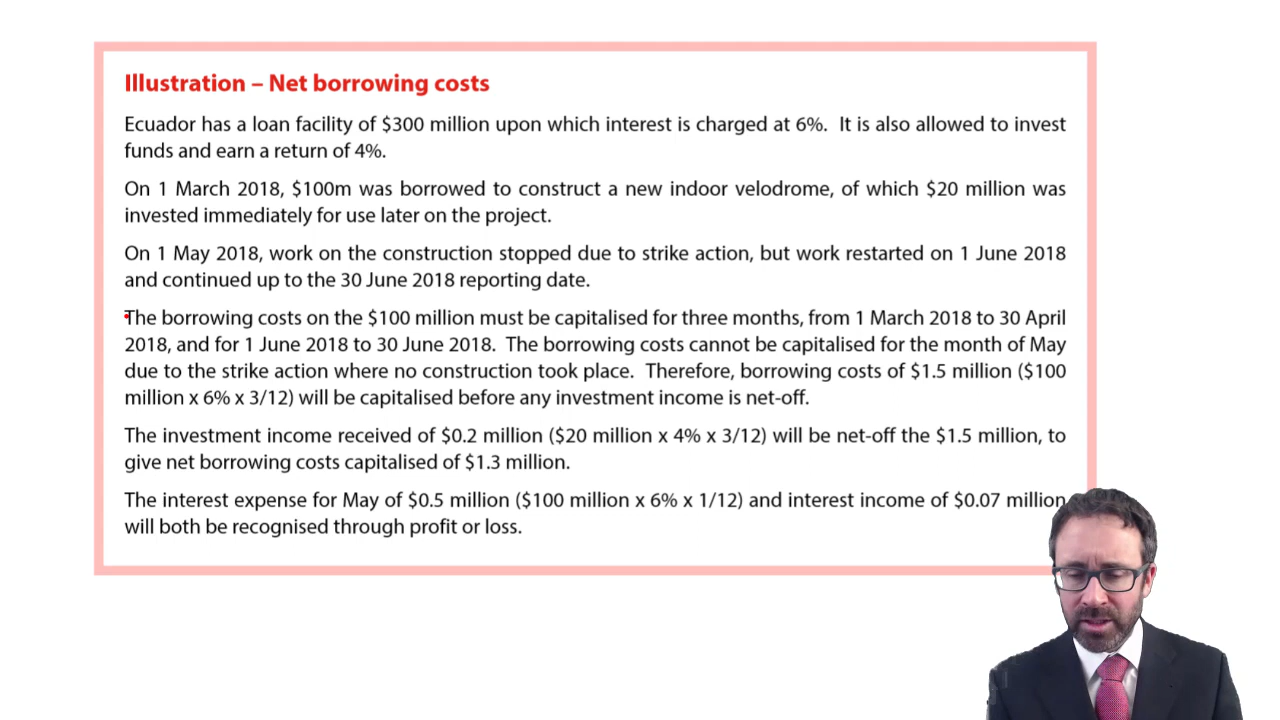 Illustration – Net borrowing costs
Ecuador has a loan facility of $300 million upon which interest is charged at 6%. It is also allowed to invest
funds and earn a return of 4%.
On 1 March 2018, $100m was borrowed to construct a new indoor velodrome, of which $20 million was
invested immediately for use later on the project.
On 1 May 2018, work on the construction stopped due to strike action, but work restarted on 1 June 2018
and continued up to the 30 June 2018 reporting date.
The borrowing costs on the $100 million must be capitalised for three months, from 1 March 2018 to 30 April
2018, and for 1 June 2018 to 30 June 2018. The borrowing costs cannot be capitalised for the month of May
due to the strike action where no construction took place. Therefore, borrowing costs of $1.5 million ($100
million x 6% x 3/12) will be capitalised before any investment income is net-off.
The investment income received of $0.2 million ($20 million x 4% x 3/12) will be net-off the $1.5 million, to
give net borrowing costs capitalised of $1.3 million.
The interest expense for May of $0.5 million ($100 million x 6% x 1/12) and interest income of $0.07 million
will both be recognised through profit or loss.